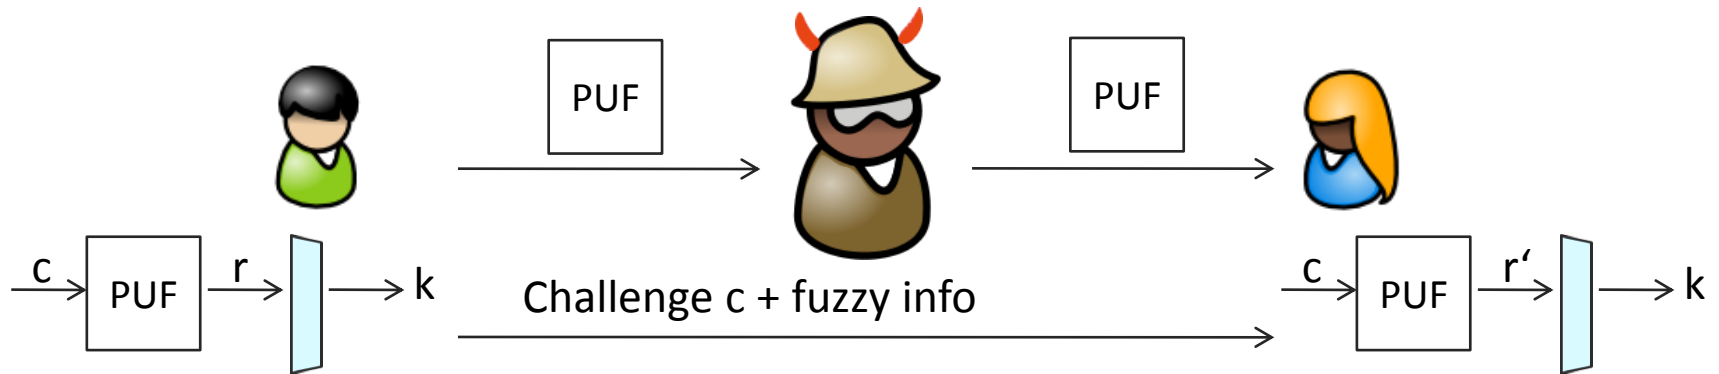 PUF
PUF
c PUF r k
Challenge c + fuzzy info
c PUF r‘ k